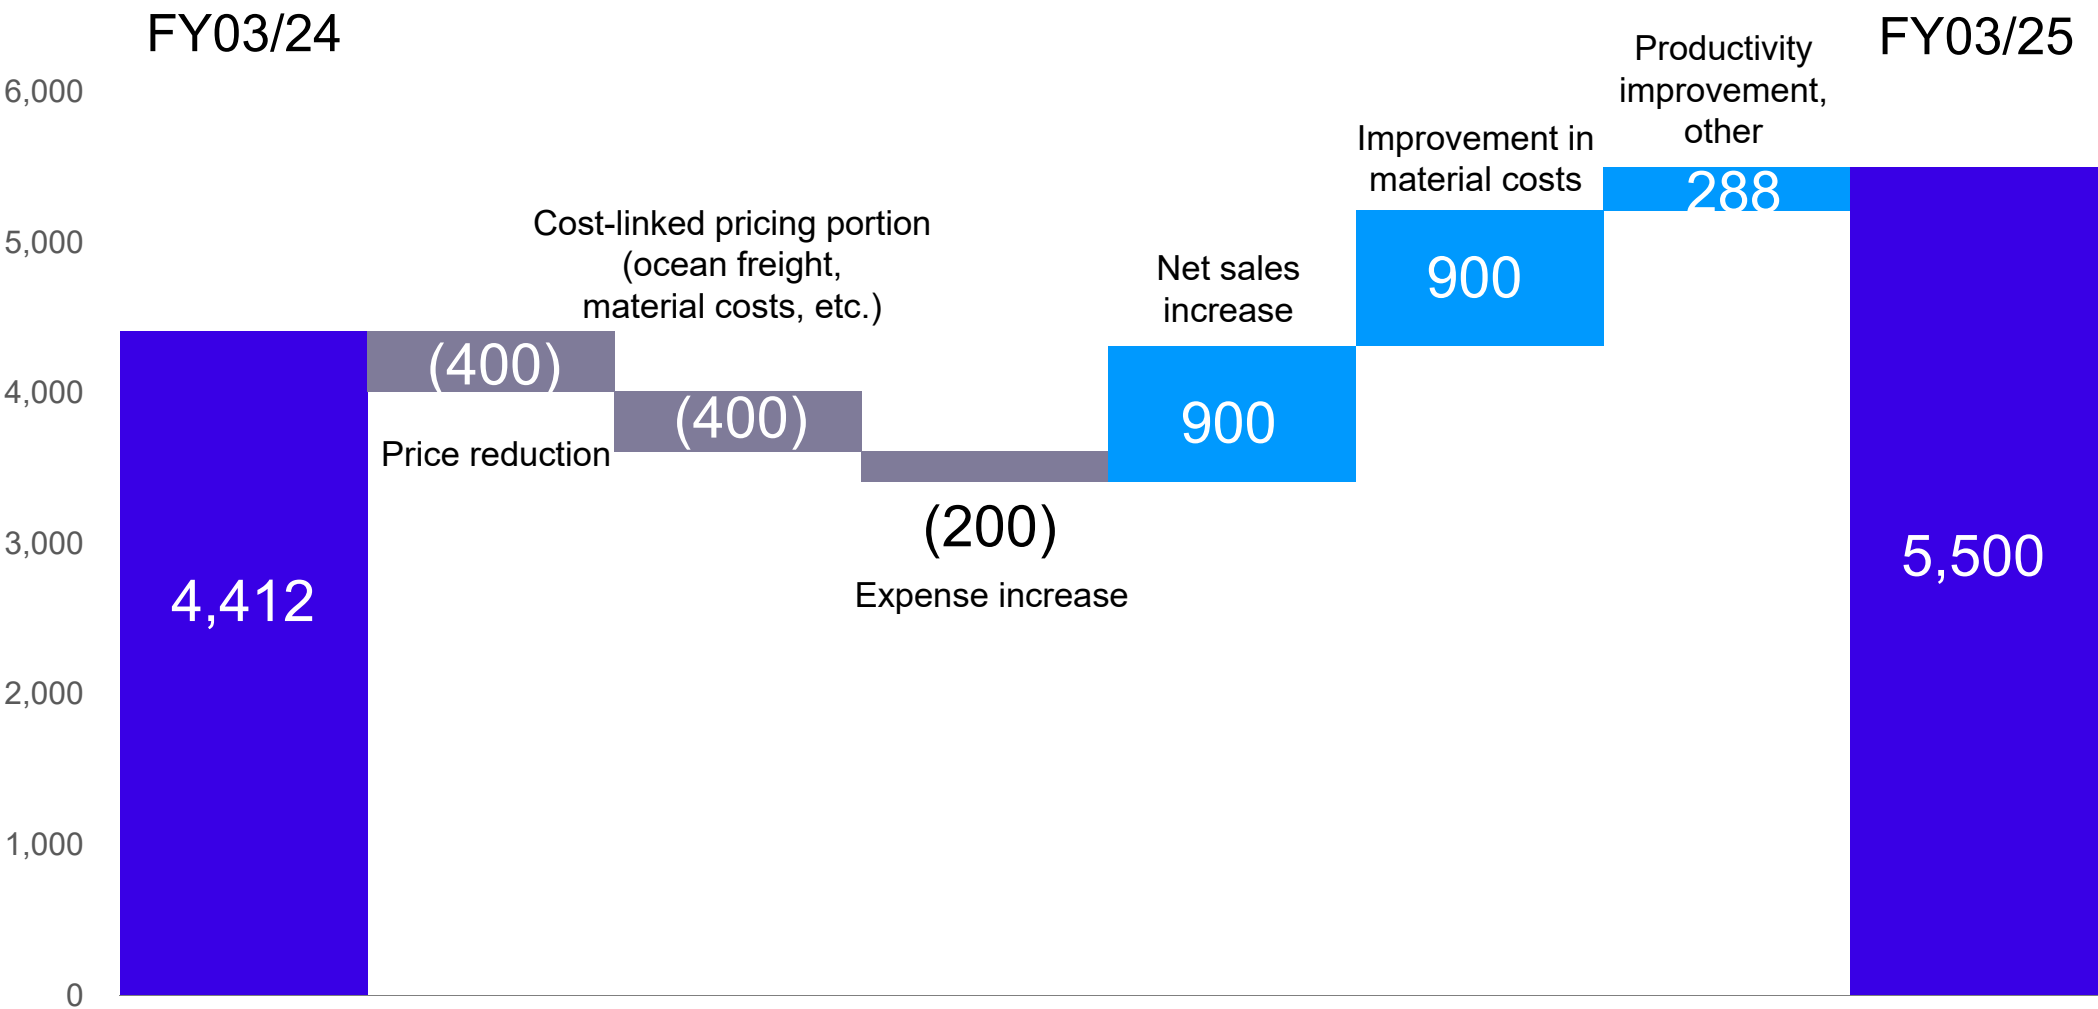 FY03/24
FY03/25
6,000
5,000
4,000
3,000
2,000
1,000
0
4,412
(400)
Price reduction
Cost-linked pricing portion
(ocean freight,
material costs, etc.)
(400)
(200)
Expense increase
Net sales
increase
900
Improvement in
material costs
900
Productivity
improvement,
other
288
5,500